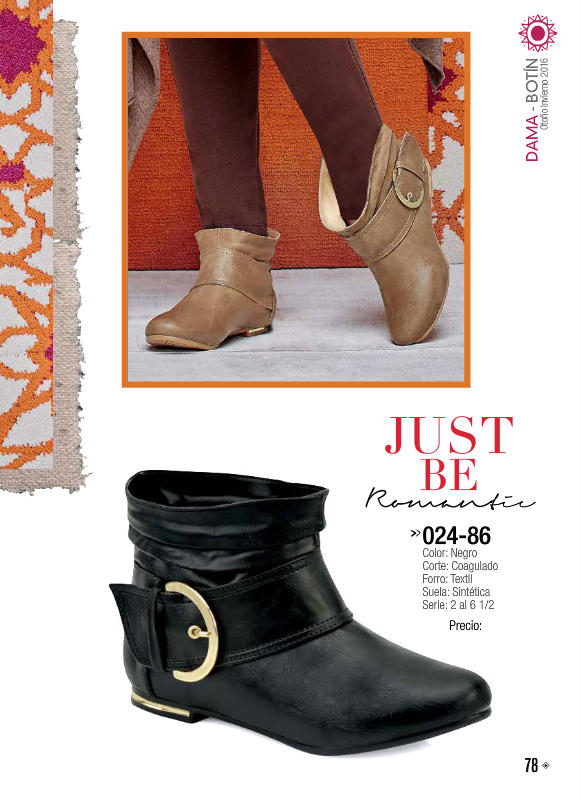 DAMA - BOTÍN
Otoño Invierno 2016
JUST
BE
Romantic
»024-86
Color: Negro
Corte: Coagulado
Forro: Textil
Suela: Sintética
Serie: 2 al 6 1/2
Precio:
78